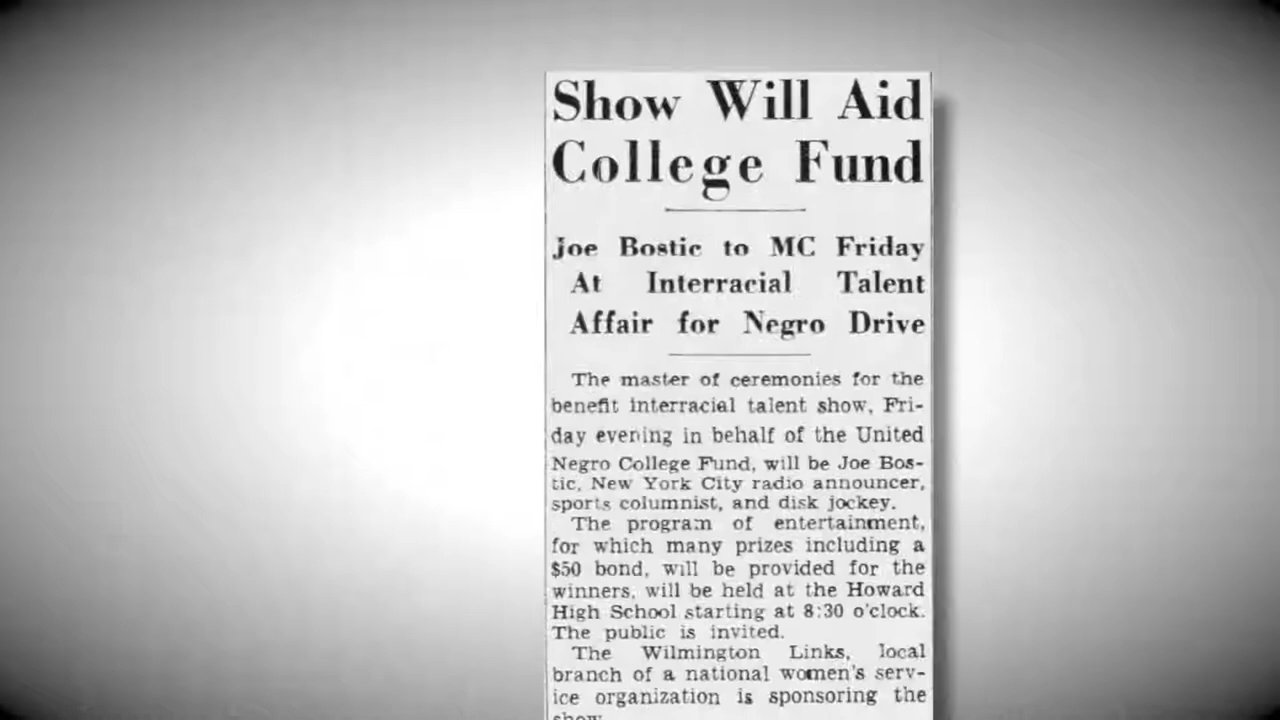 Show Will Aid
College Fund
Joe Bostic to MC Friday
At Interracial Talent
Affair for Negro Drive
The master of ceremonies for the
benefit interracial talent show, Fri-
day evening in behalf of the United
Negro College Fund, will be Joe Bos-
tic, New York City radio announcer,
sports columnist, and disk jockey.
The program of entertainment,
for which many prizes including a
$50 bond, will be provided for the
winners, will be held at the Howard
High School starting at 8:30 o'clock.
The public is invited.
The Wilmington Links, local
branch of a national women's serv-
ice organization is sponsoring the
show.